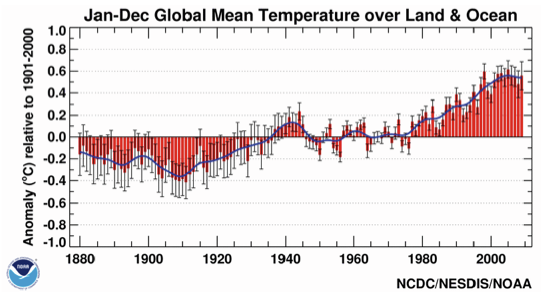 Jan-Dec Global Mean Temperature over Land & Ocean
Anomaly (°C) relative to 1901-2000
1.0
0.8
0.6
0.4
0.2
0.0
-0.2
-0.4
-0.6
-0.8
-1.0
1880 1900 1920 1940 1960 1980 2000
NOAA
NCDC/NESDIS/NOAA